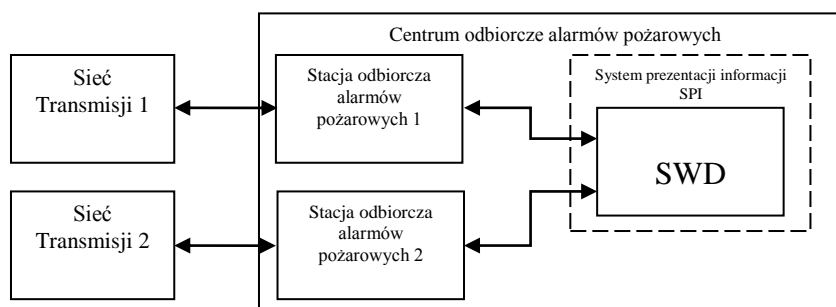 Centrum odbiorcze alarmów pożarowych
Sieć
Transmisji 1
Stacja odbiorcza
alarmów
pożarowych 1
System prezentacji informacji
SPI
SWD
Sieć
Transmisji 2
Stacja odbiorcza
alarmów
pożarowych 2